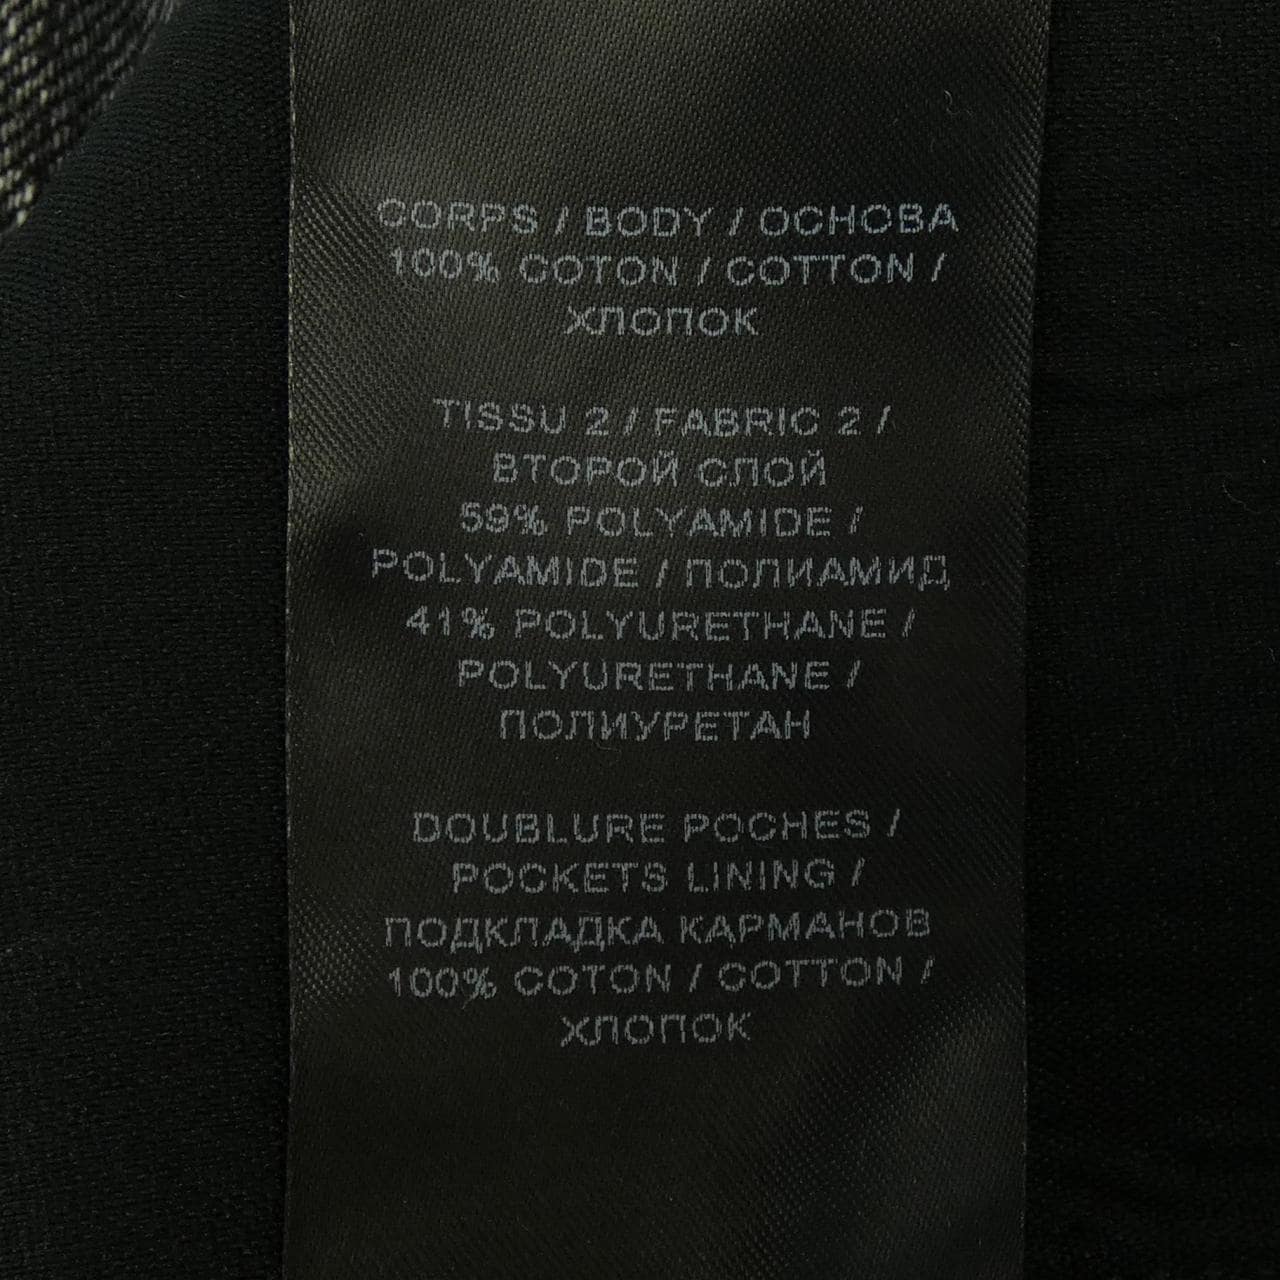 CORPS / BODY / ОСНОВА
100% COTON / COTTON /
ХЛОПОК
TISSU 2 / FABRIC 2 /
ВТОРОЙ СЛОЙ
59% POLYAMIDE /
POLYAMIDE / ПОЛИАМИД
41% POLYURETHANE /
POLYURETHANE /
ПОЛИУРЕТАН
DOUBLURE POCHES /
POCKETS LINING /
ПОДКЛАДКА КАРМАНОВ
100% COTON / COTTON /
ХЛОПОК